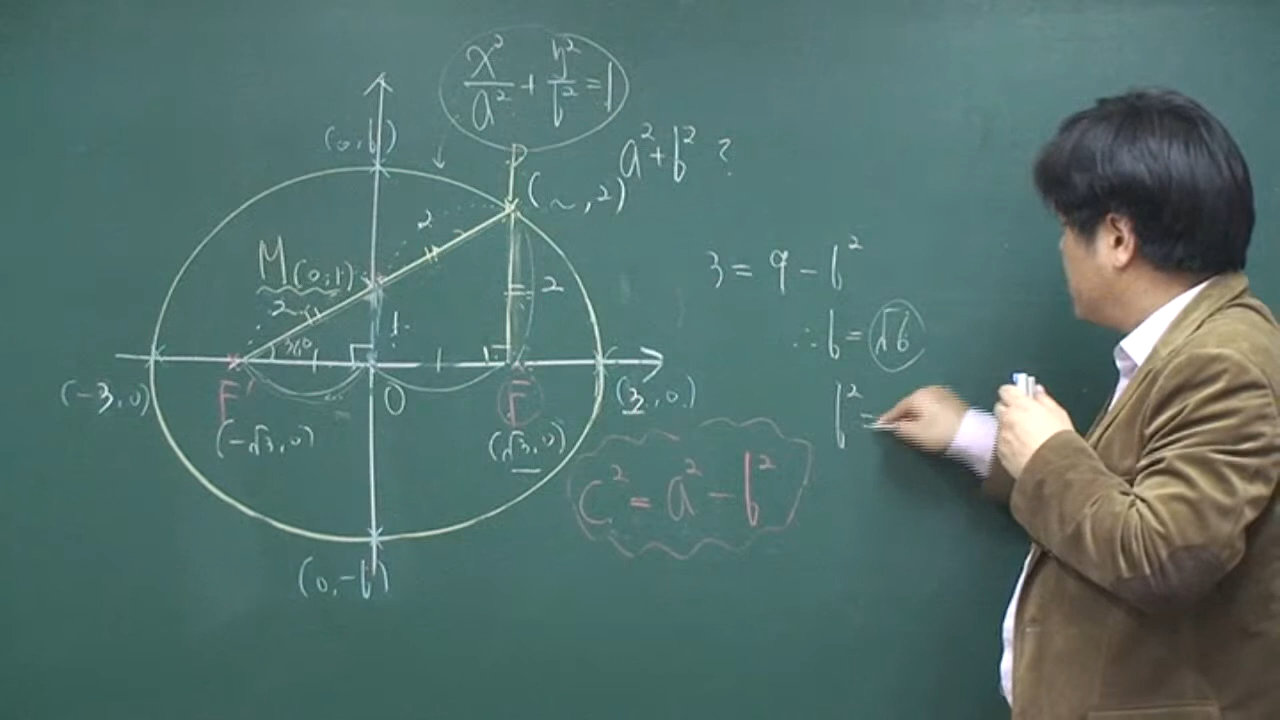 x²/a² + y²/b² = 1
a² + b² ?
(0, b)
P
(~, 2)
M(0, 1)
2
2
2
1
30°
(-3, 0)
F'
O
F
(3, 0)
(-√3, 0)
(√3, 0)
(0, -b)
c² = a² - b²
3 = 9 - b²
∴ b = √6
b² =